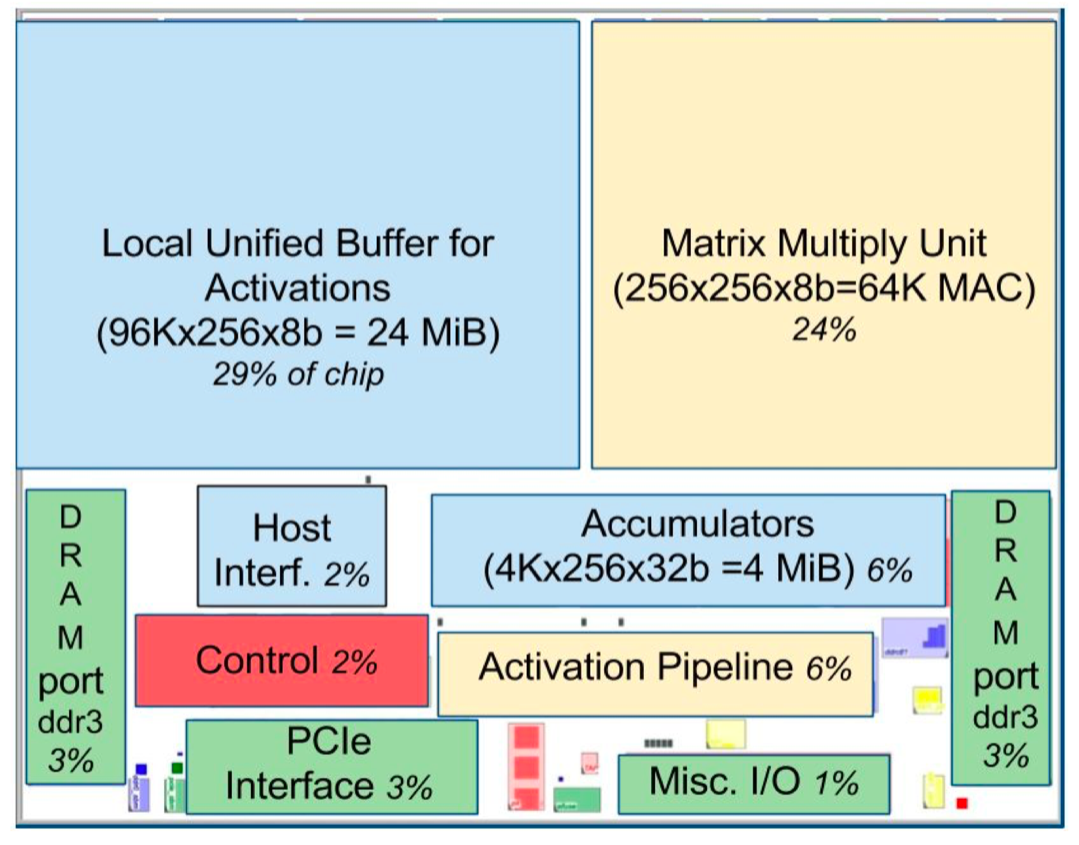 Local Unified Buffer for
Activations
(96Kx256x8b = 24 MiB)
29% of chip
Matrix Multiply Unit
(256x256x8b=64K MAC)
24%
D
R
A
M
port
ddr3
3%
Host
Interf. 2%
Accumulators
(4Kx256x32b =4 MiB) 6%
Control 2%
Activation Pipeline 6%
PCIe
Interface 3%
Misc. I/O 1%
D
R
A
M
port
ddr3
3%